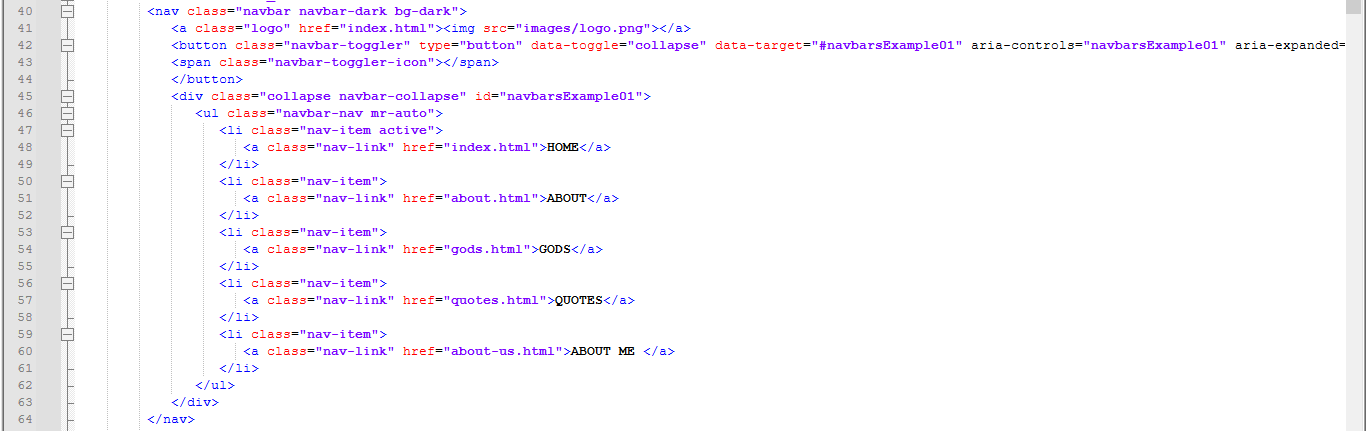 40 <nav class="navbar navbar-dark bg-dark">
41 <a class="logo" href="index.html"><img src="images/logo.png"></a>
42 <button class="navbar-toggler" type="button" data-toggle="collapse" data-target="#navbarsExample01" aria-controls="navbarsExample01" aria-expanded=
43 <span class="navbar-toggler-icon"></span>
44 </button>
45 <div class="collapse navbar-collapse" id="navbarsExample01">
46 <ul class="navbar-nav mr-auto">
47 <li class="nav-item active">
48 <a class="nav-link" href="index.html">HOME</a>
49 </li>
50 <li class="nav-item">
51 <a class="nav-link" href="about.html">ABOUT</a>
52 </li>
53 <li class="nav-item">
54 <a class="nav-link" href="gods.html">GODS</a>
55 </li>
56 <li class="nav-item">
57 <a class="nav-link" href="quotes.html">QUOTES</a>
58 </li>
59 <li class="nav-item">
60 <a class="nav-link" href="about-us.html">ABOUT ME </a>
61 </li>
62 </ul>
63 </div>
64 </nav>